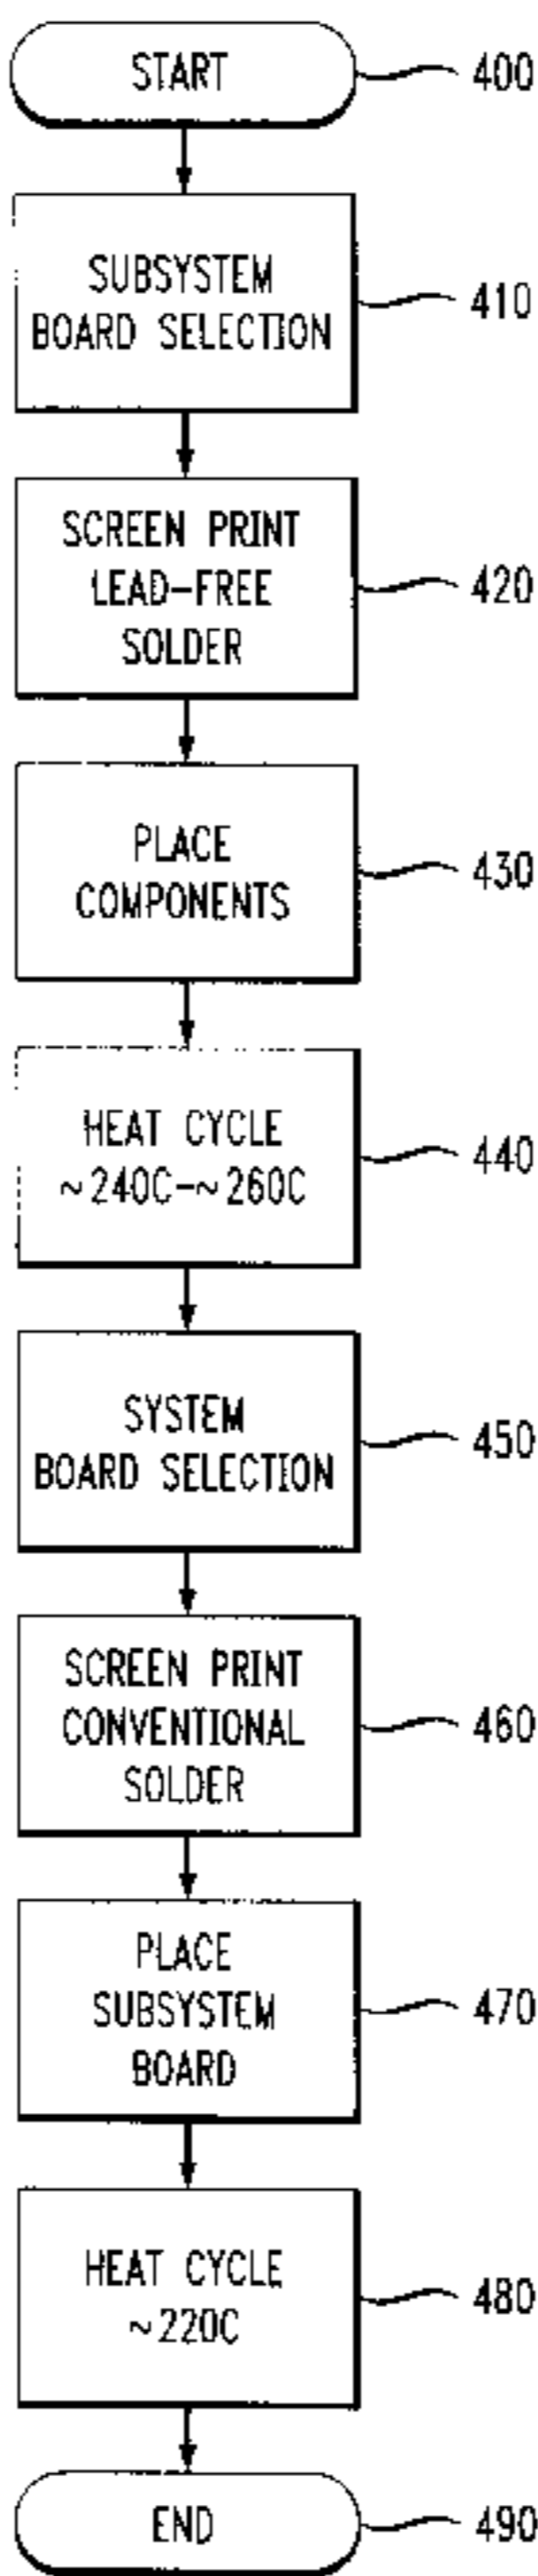 START
400
SUBSYSTEM
BOARD SELECTION
410
SCREEN PRINT
LEAD-FREE
SOLDER
420
PLACE
COMPONENTS
430
HEAT CYCLE
~240C-~260C
440
SYSTEM
BOARD SELECTION
450
SCREEN PRINT
CONVENTIONAL
SOLDER
460
PLACE
SUBSYSTEM
BOARD
470
HEAT CYCLE
~220C
480
END
490